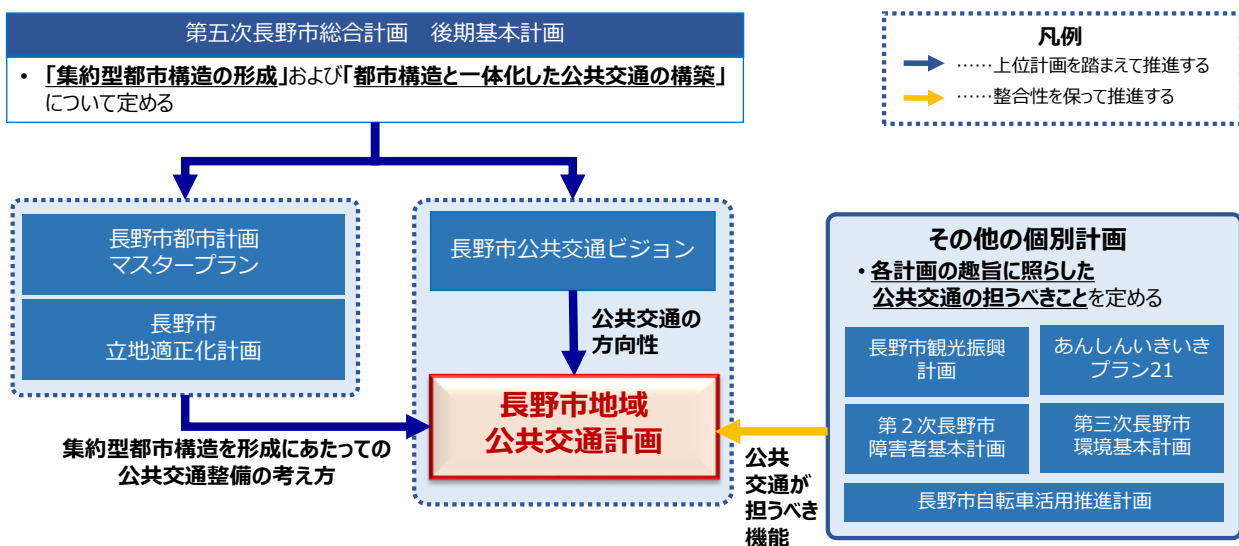 第五次長野市総合計画　後期基本計画
・「集約型都市構造の形成」および「都市構造と一体化した公共交通の構築」
について定める
凡例
……上位計画を踏まえて推進する
……整合性を保って推進する
長野市都市計画
マスタープラン
長野市
立地適正化計画
長野市公共交通ビジョン
公共交通の
方向性
長野市地域
公共交通計画
集約型都市構造を形成にあたっての
公共交通整備の考え方
その他の個別計画
・各計画の趣旨に照らした
公共交通の担うべきことを定める
長野市観光振興
計画
あんしんいきいき
プラン21
第２次長野市
障害者基本計画
第三次長野市
環境基本計画
長野市自転車活用推進計画
公共
交通が
担うべき
機能